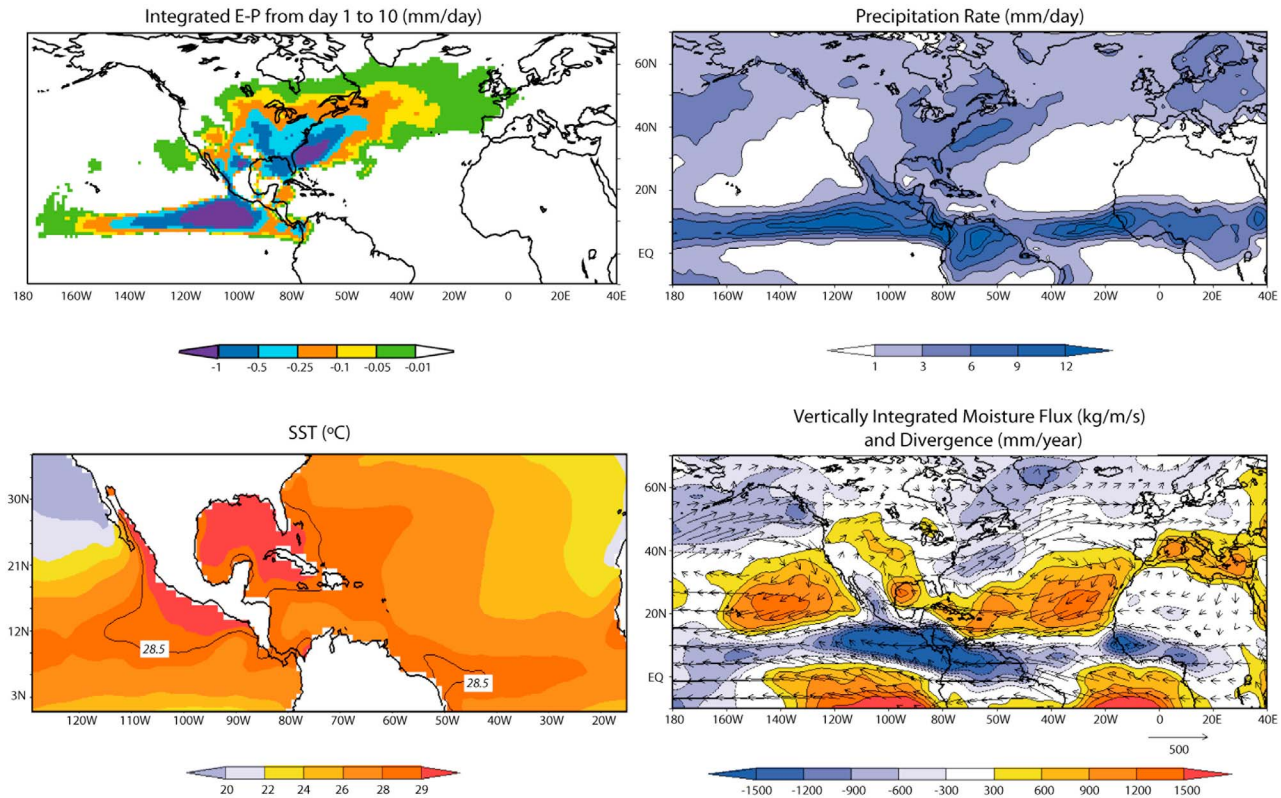 Integrated E-P from day 1 to 10 (mm/day)
180 160W 140W 120W 100W 80W 60W 40W 20W 0 20E 40E
-1 -0.5 -0.25 -0.1 -0.05 -0.01
Precipitation Rate (mm/day)
60N
40N
20N
EQ
180 160W 140W 120W 100W 80W 60W 40W 20W 0 20E 40E
1 3 6 9 12
SST (ºC)
30N
21N
12N
3N
28.5
28.5
120W 110W 100W 90W 80W 70W 60W 50W 40W 30W 20W
20 22 24 26 28 29
Vertically Integrated Moisture Flux (kg/m/s)
and Divergence (mm/year)
60N
40N
20N
EQ
180 160W 140W 120W 100W 80W 60W 40W 20W 0 20E 40E
500
-1500 -1200 -900 -600 -300 300 600 900 1200 1500